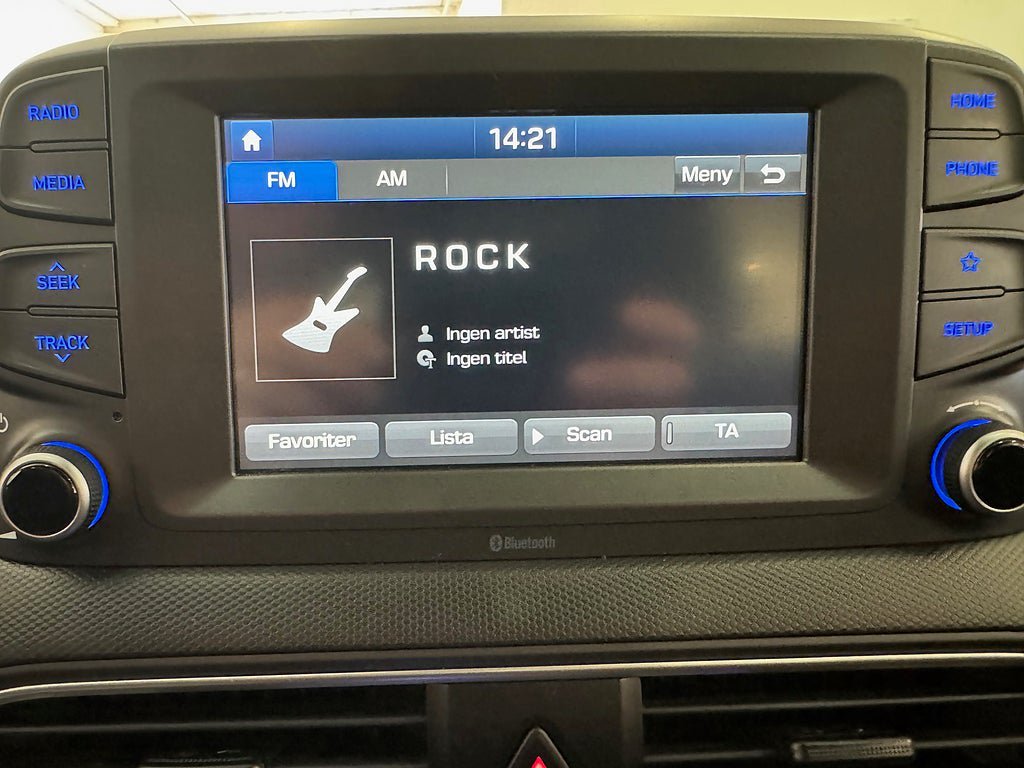 RADIO
MEDIA
SEEK
TRACK
14:21
FM
AM
Meny
ROCK
Ingen artist
Ingen titel
Favoriter
Lista
Scan
TA
HOME
PHONE
SETUP
Bluetooth